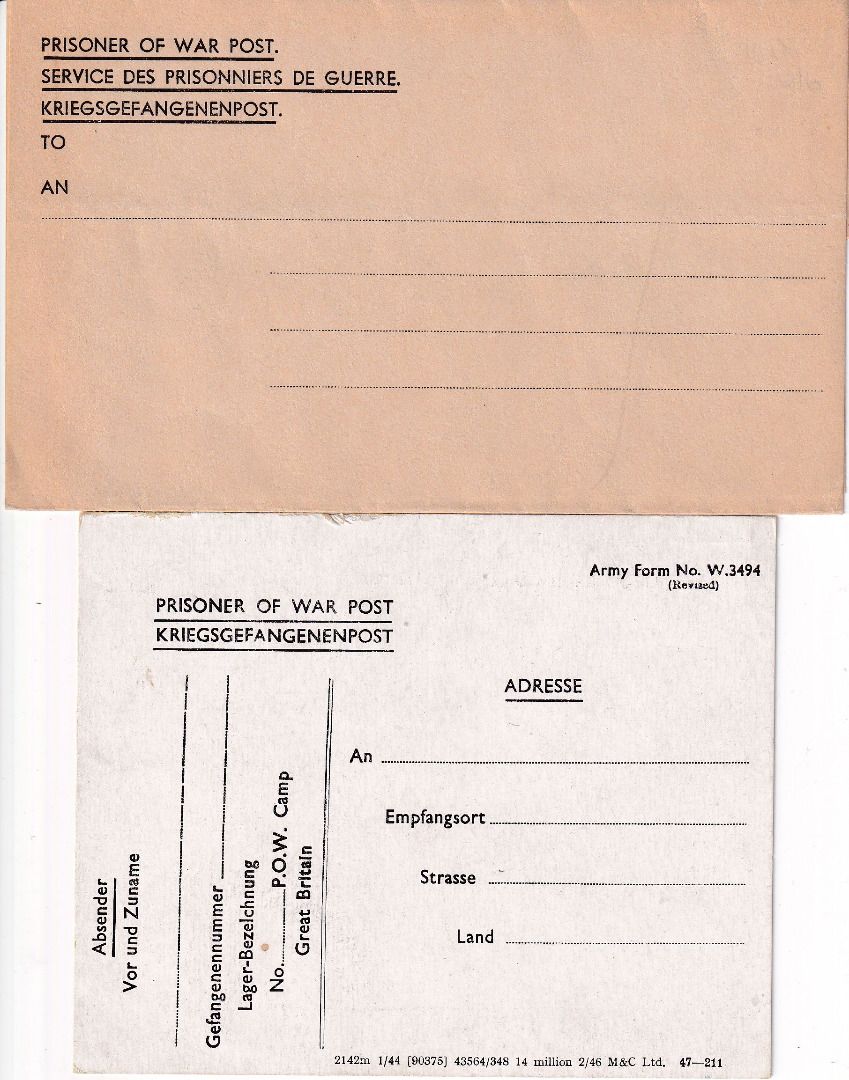 PRISONER OF WAR POST.
SERVICE DES PRISONNIERS DE GUERRE.
KRIEGSGEFANGENENPOST.
TO
AN
Army Form No. W.3494
(Revised)
PRISONER OF WAR POST
KRIEGSGEFANGENENPOST
Absender
Vor und Zuname
Gefangenennummer
Lager-Bezeichnung
No. P.O.W. Camp
Great Britain
ADRESSE
An
Empfangsort
Strasse
Land
2142m 1/44 [90375] 43564/348 14 million 2/46 M&C Ltd. 47—211